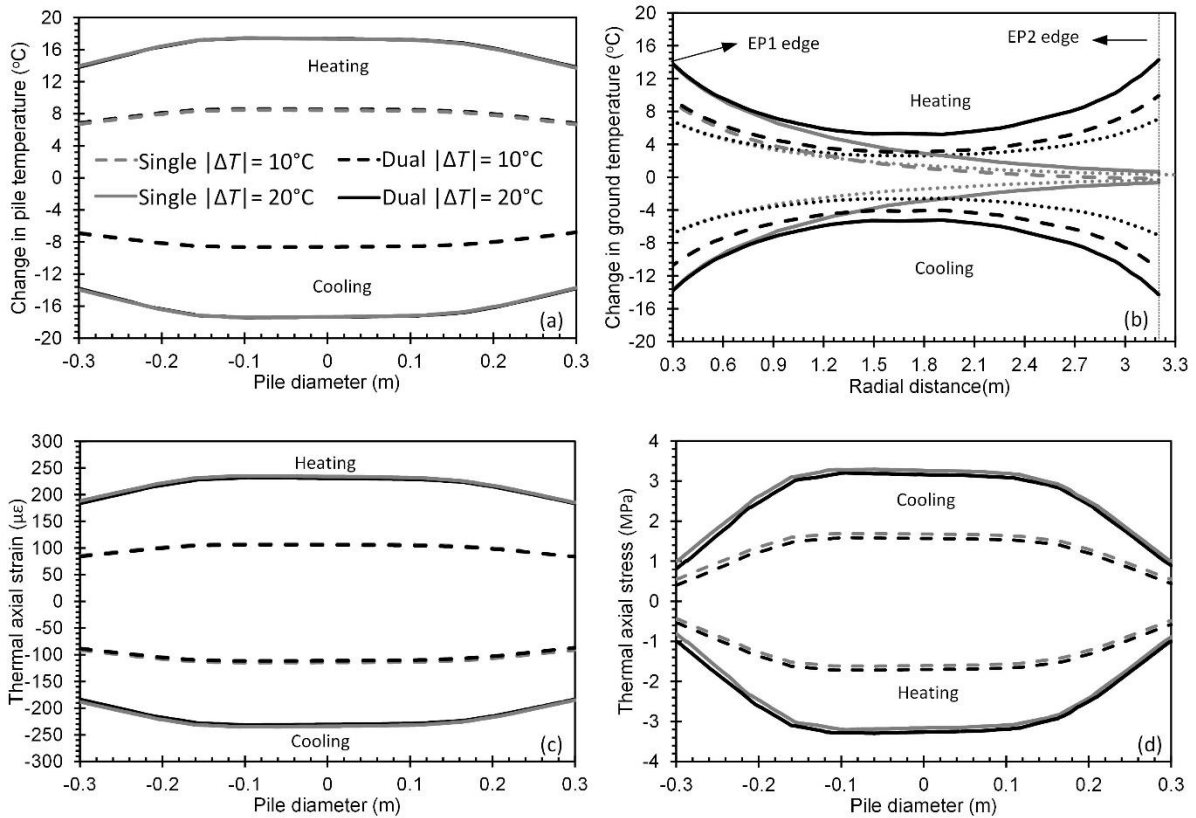 Change in pile temperature (°C)
20
16
12
8
4
0
-4
-8
-12
-16
-20
Heating
Single |ΔT| = 10°C
Dual |ΔT| = 10°C
Single |ΔT| = 20°C
Dual |ΔT| = 20°C
Cooling
(a)
-0.3 -0.2 -0.1 0 0.1 0.2 0.3
Pile diameter (m)
Change in ground temperature (°C)
20
16
12
8
4
0
-4
-8
-12
-16
-20
EP1 edge
EP2 edge
Heating
Cooling
(b)
0.3 0.6 0.9 1.2 1.5 1.8 2.1 2.4 2.7 3 3.3
Radial distance(m)
Thermal axial strain (με)
300
250
200
150
100
50
0
-50
-100
-150
-200
-250
-300
Heating
Cooling
(c)
-0.3 -0.2 -0.1 0 0.1 0.2 0.3
Pile diameter (m)
Thermal axial stress (MPa)
4
3
2
1
0
-1
-2
-3
-4
Cooling
Heating
(d)
-0.3 -0.2 -0.1 0 0.1 0.2 0.3
Pile diameter (m)